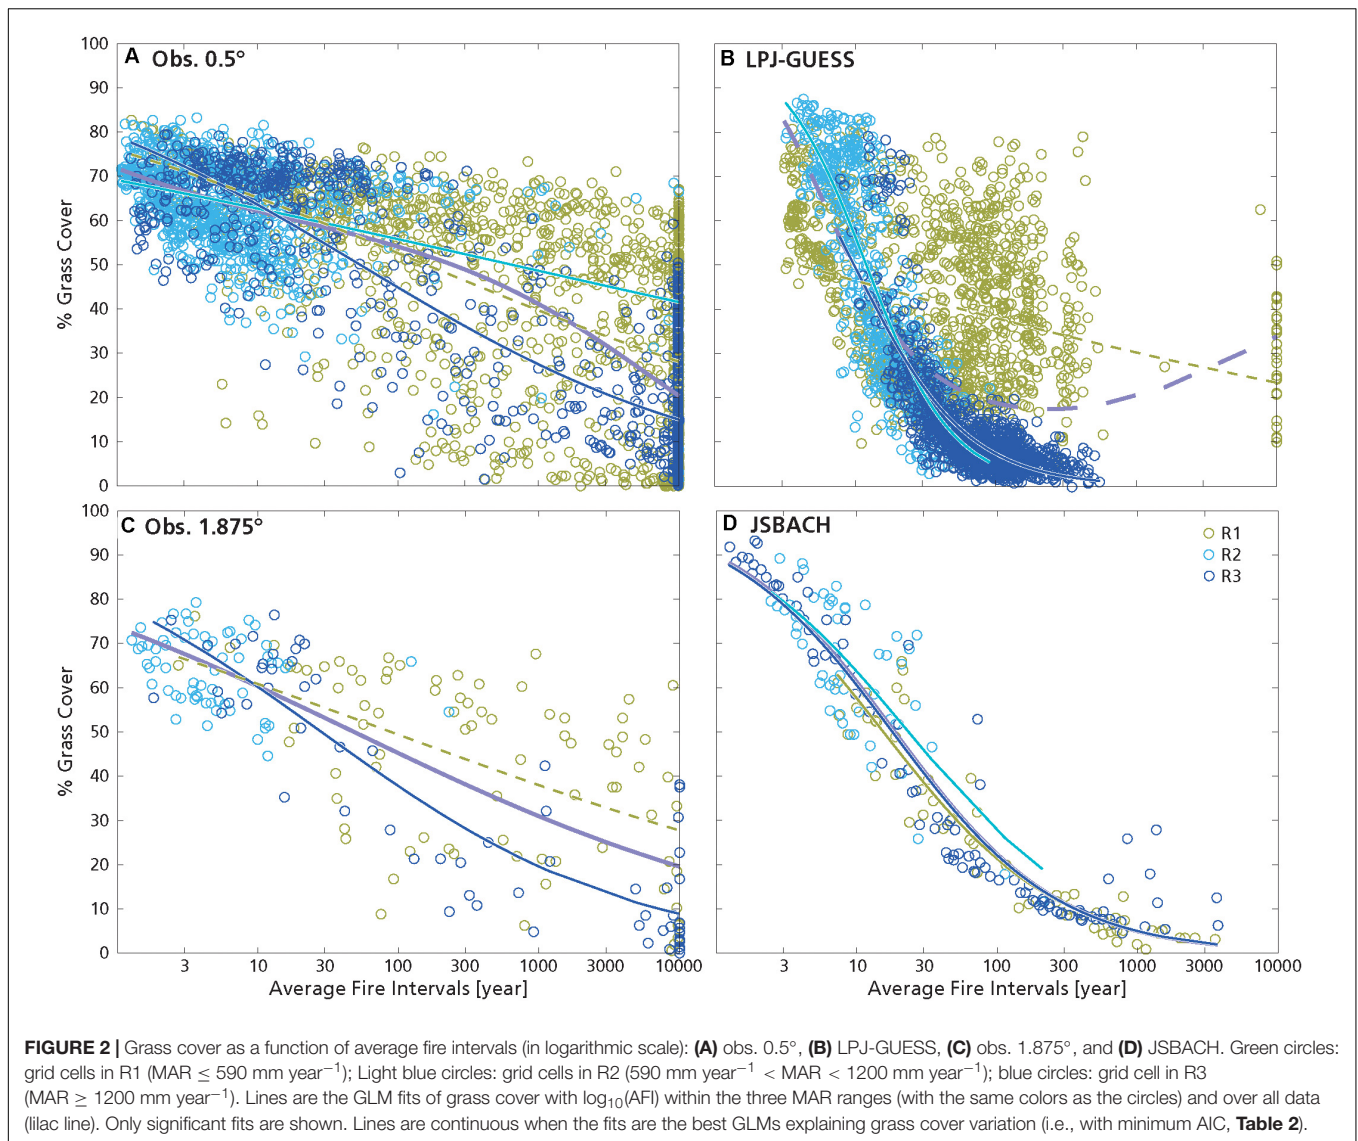 A Obs. 0.5°
B LPJ-GUESS
100
90
80
70
60
50
40
30
20
10
0
% Grass Cover
C Obs. 1.875°
D JSBACH
R1
R2
R3
100
90
80
70
60
50
40
30
20
10
0
% Grass Cover
3 10 30 100 300 1000 3000 10000
3 10 30 100 300 1000 3000 10000
Average Fire Intervals [year]
Average Fire Intervals [year]
FIGURE 2 | Grass cover as a function of average fire intervals (in logarithmic scale): (A) obs. 0.5°, (B) LPJ-GUESS, (C) obs. 1.875°, and (D) JSBACH. Green circles:
grid cells in R1 (MAR ≤ 590 mm year⁻¹); Light blue circles: grid cells in R2 (590 mm year⁻¹ < MAR < 1200 mm year⁻¹); blue circles: grid cell in R3
(MAR ≥ 1200 mm year⁻¹). Lines are the GLM fits of grass cover with log₁₀(AFI) within the three MAR ranges (with the same colors as the circles) and over all data
(lilac line). Only significant fits are shown. Lines are continuous when the fits are the best GLMs explaining grass cover variation (i.e., with minimum AIC, Table 2).